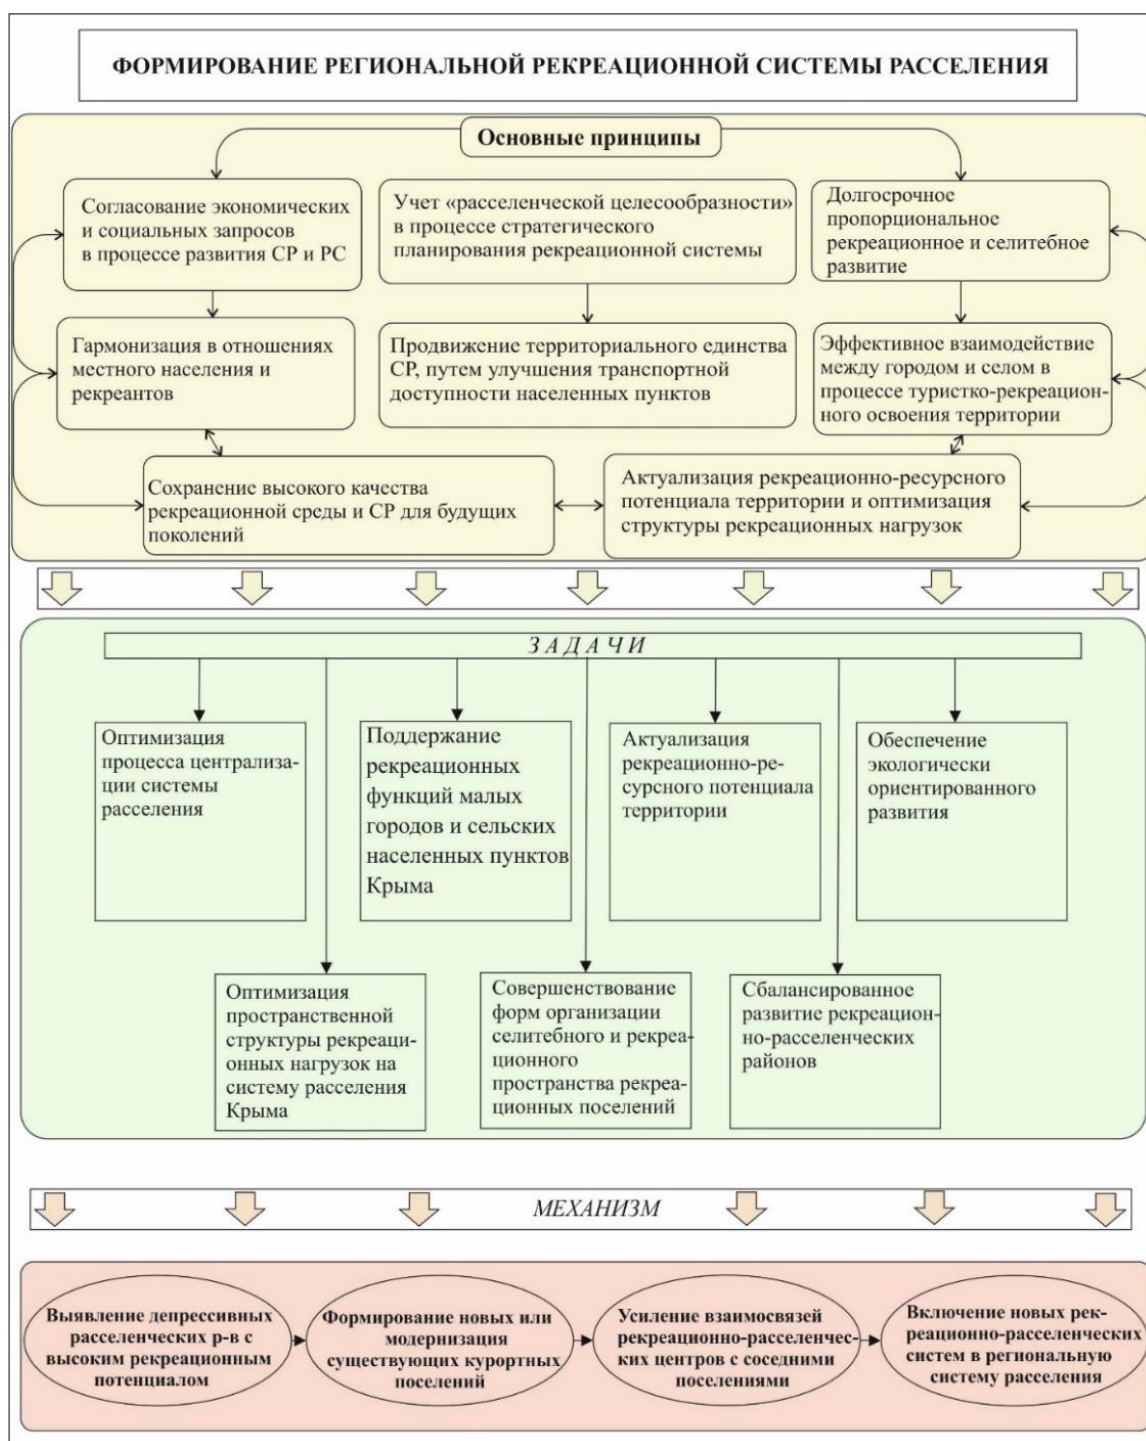 ФОРМИРОВАНИЕ РЕГИОНАЛЬНОЙ РЕКРЕАЦИОННОЙ СИСТЕМЫ РАССЕЛЕНИЯ
Основные принципы
Согласование экономических
и социальных запросов
в процессе развития СР и РС
Учет «расселенческой целесообразности»
в процессе стратегического
планирования рекреационной системы
Долгосрочное
пропорциональное
рекреационное и селитебное
развитие
Гармонизация в отношениях
местного населения и
рекреантов
Продвижение территориального единства
СР, путем улучшения транспортной
доступности населенных пунктов
Эффективное взаимодействие
между городом и селом в
процессе туристко-рекреацион-
ного освоения территории
Сохранение высокого качества
рекреационной среды и СР для будущих
поколений
Актуализация рекреационно-ресурсного
потенциала территории и оптимизация
структуры рекреационных нагрузок
З А Д А Ч И
Оптимизация
процесса централиза-
ции системы
расселения
Поддержание
рекреационных
функций малых
городов и сельских
населенных пунктов
Крыма
Актуализация
рекреационно-ре-
сурсного потенциала
территории
Обеспечение
экологически
ориентированного
развития
Оптимизация
пространственной
структуры рекреаци-
онных нагрузок на
систему расселения
Крыма
Совершенствование
форм организации
селитебного и рекреа-
ционного
пространства рекреа-
ционных поселений
Сбалансированное
развитие рекреацион-
но-расселенческих
районов
МЕХАНИЗМ
Выявление депрессивных
расселенческих р-в с
высоким рекреационным
потенциалом
Формирование новых или
модернизация
существующих курортных
поселений
Усиление взаимосвязей
рекреационно-расселенчес-
ких центров с соседними
поселениями
Включение новых рек-
реационно-расселенческих
систем в региональную
систему расселения